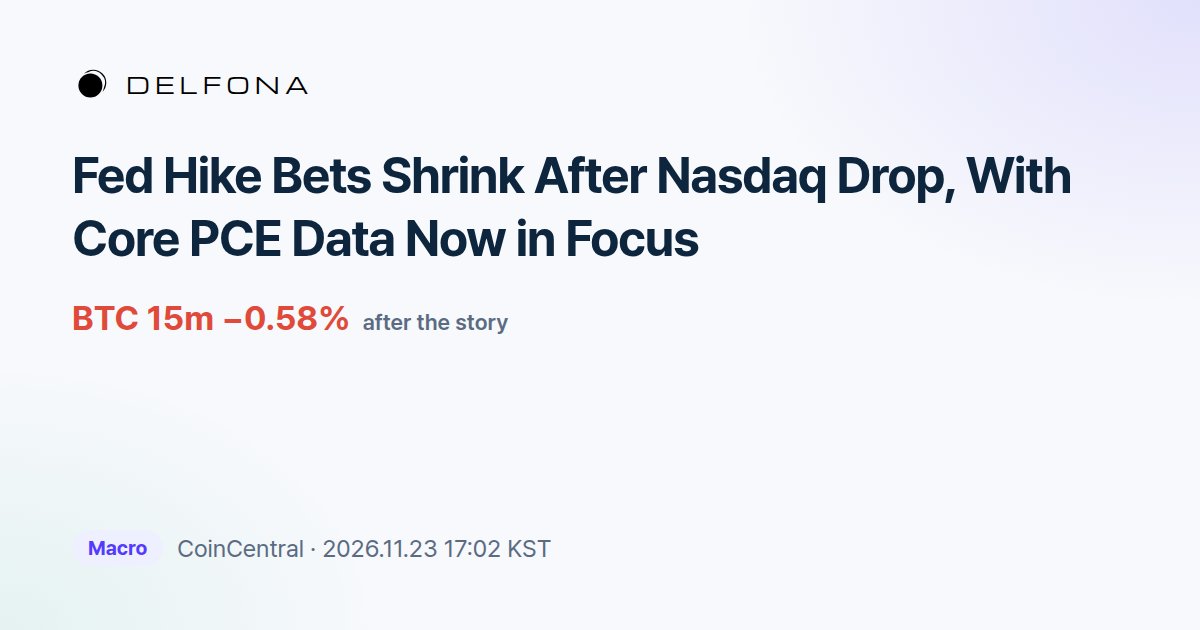 DELFONA
Fed Hike Bets Shrink After Nasdaq Drop, With
Core PCE Data Now in Focus
BTC 15m −0.58% after the story
Macro CoinCentral · 2026.11.23 17:02 KST